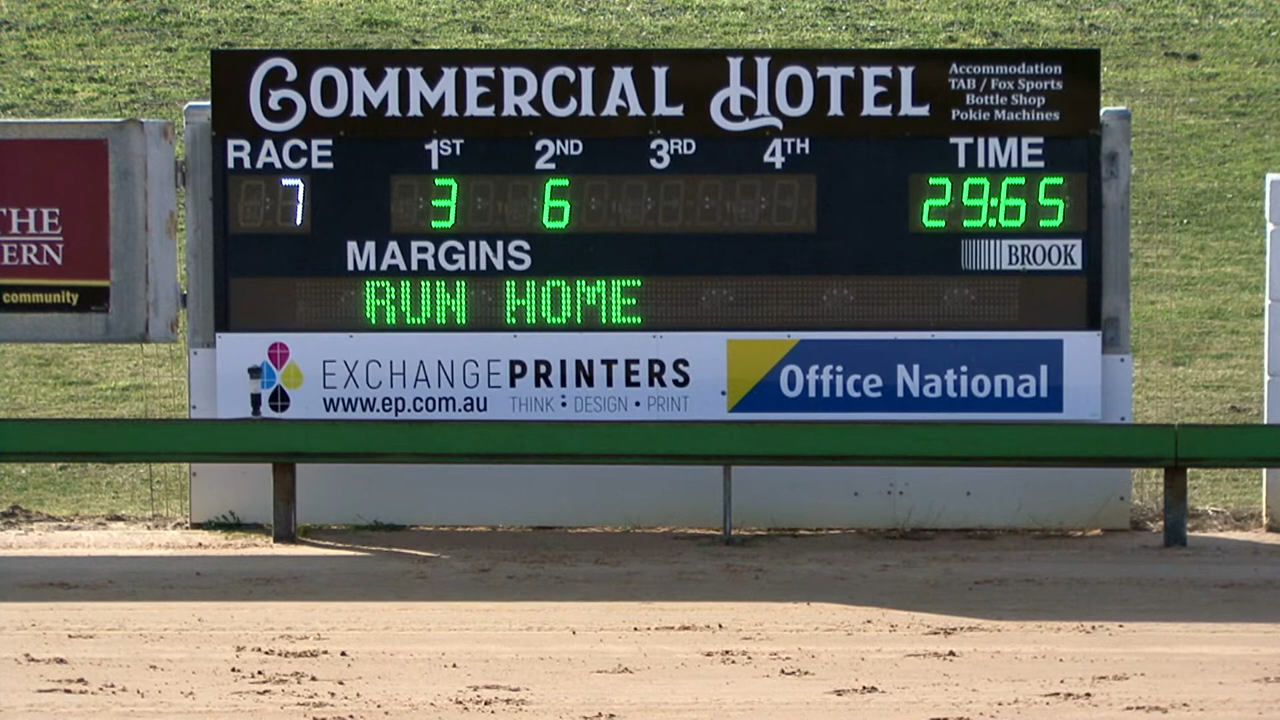 COMMERCIAL HOTEL
Accommodation
TAB / Fox Sports
Bottle Shop
Pokie Machines
RACE 1ST 2ND 3RD 4TH TIME
7 3 6 29:65
MARGINS
BROOK
RUN HOME
THE
ERN
community
EXCHANGEPRINTERS
www.ep.com.au THINK : DESIGN • PRINT
Office National